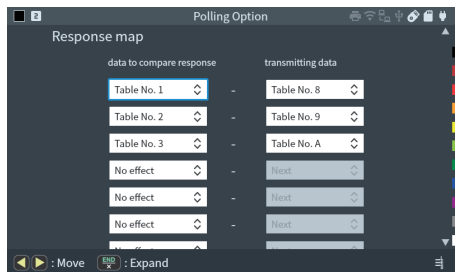 2 Polling Option
Response map
data to compare response transmitting data
Table No. 1 - Table No. 8
Table No. 2 - Table No. 9
Table No. 3 - Table No. A
No effect - Next
No effect - Next
No effect - Next
: Move END × : Expand